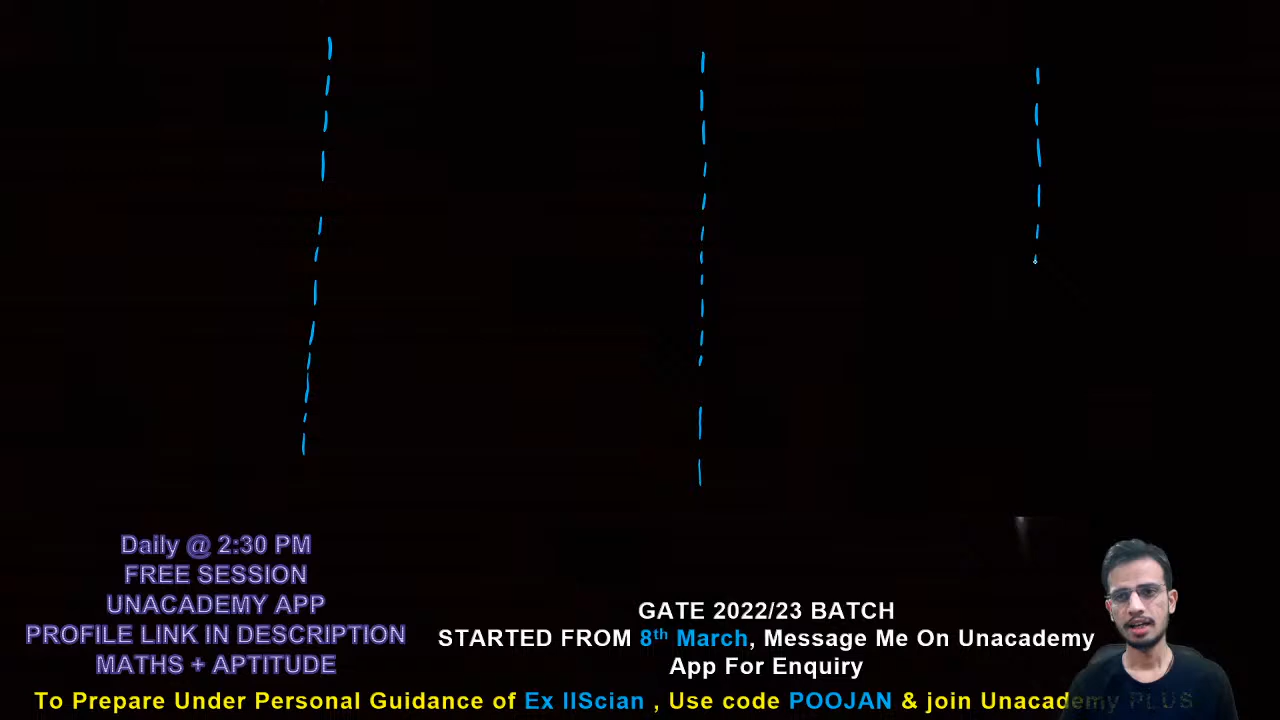 Daily @ 2:30 PM
FREE SESSION
UNACADEMY APP
PROFILE LINK IN DESCRIPTION
MATHS + APTITUDE
GATE 2022/23 BATCH
STARTED FROM 8th March, Message Me On Unacademy
App For Enquiry
To Prepare Under Personal Guidance of Ex IIScian , Use code POOJAN & join Unacademy PLUS